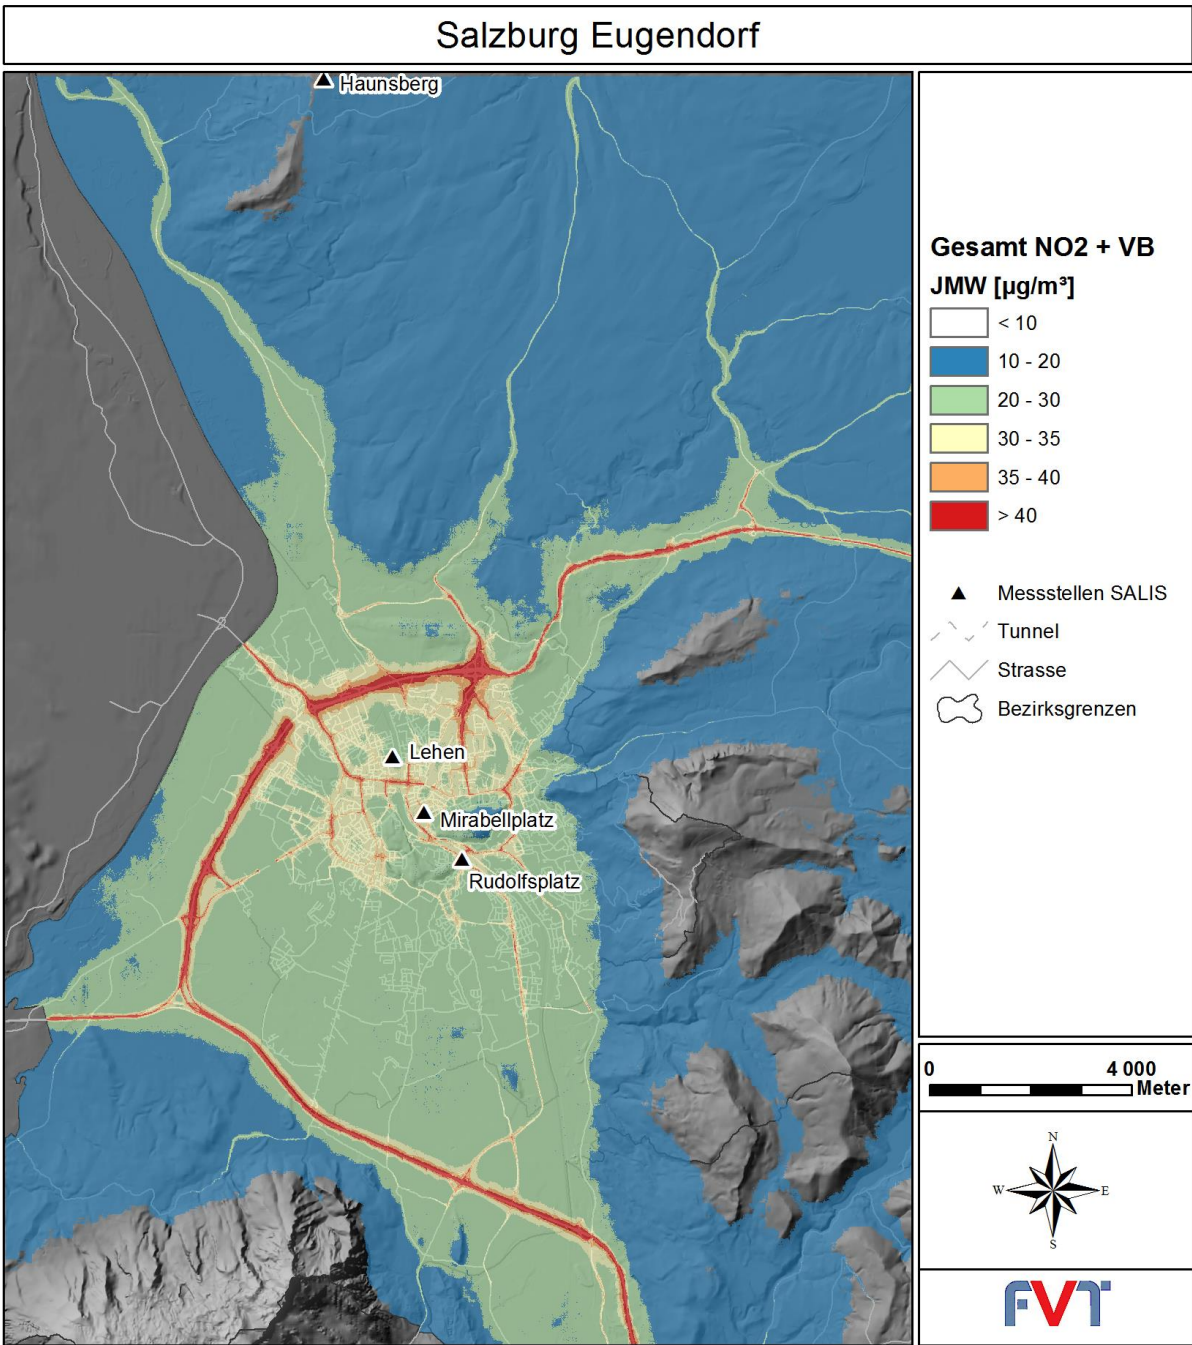 Salzburg Eugendorf
Haunsberg
Lehen
Mirabellplatz
Rudolfsplatz
Gesamt NO2 + VB
JMW [µg/m³]
< 10
10 - 20
20 - 30
30 - 35
35 - 40
> 40
Messstellen SALIS
Tunnel
Strasse
Bezirksgrenzen
0 4 000
Meter
N
W E
S
FVT